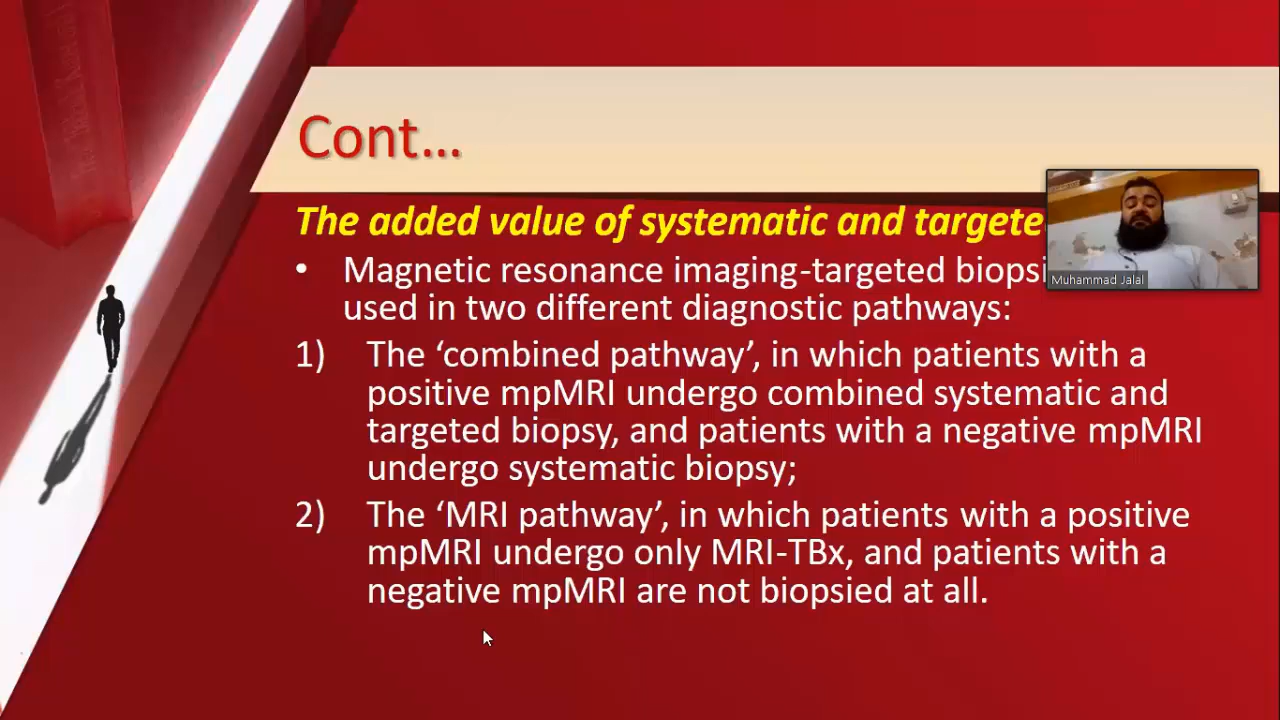 Cont...
The added value of systematic and targete
• Magnetic resonance imaging-targeted biopsi
used in two different diagnostic pathways:
1) The ‘combined pathway’, in which patients with a
positive mpMRI undergo combined systematic and
targeted biopsy, and patients with a negative mpMRI
undergo systematic biopsy;
2) The ‘MRI pathway’, in which patients with a positive
mpMRI undergo only MRI-TBx, and patients with a
negative mpMRI are not biopsied at all.
Muhammad Jalal